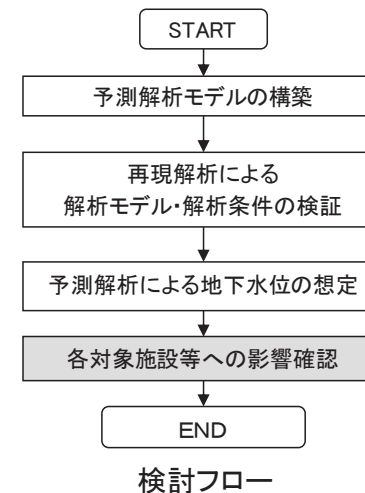 START
予測解析モデルの構築
再現解析による
解析モデル・解析条件の検証
予測解析による地下水位の想定
各対象施設等への影響確認
END
検討フロー